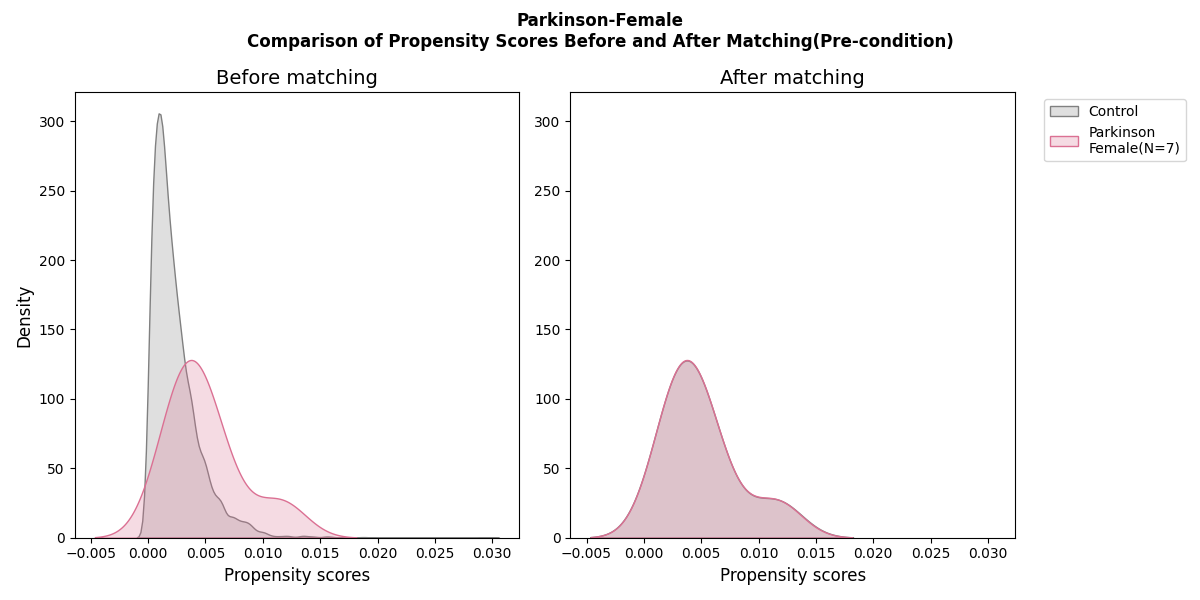 Parkinson-Female
Comparison of Propensity Scores Before and After Matching(Pre-condition)
Before matching
After matching
Control
Parkinson
Female(N=7)
Density
300
250
200
150
100
50
0
−0.005 0.000 0.005 0.010 0.015 0.020 0.025 0.030
Propensity scores
300
250
200
150
100
50
0
−0.005 0.000 0.005 0.010 0.015 0.020 0.025 0.030
Propensity scores